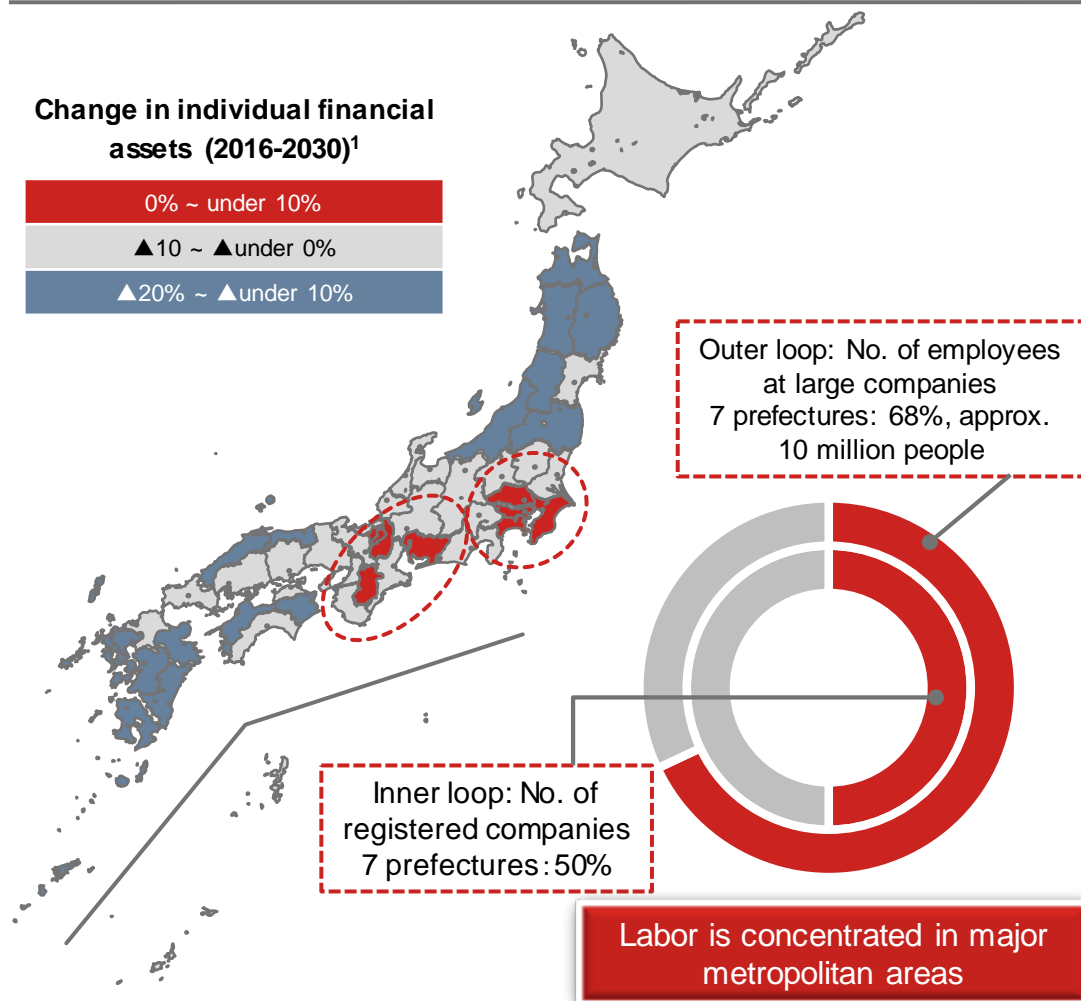 Change in individual financial
assets (2016-2030)1
0% ~ under 10%
▲10 ~ ▲under 0%
▲20% ~ ▲under 10%
Outer loop: No. of employees
at large companies
7 prefectures: 68%, approx.
10 million people
Inner loop: No. of
registered companies
7 prefectures:50%
Labor is concentrated in major
metropolitan areas